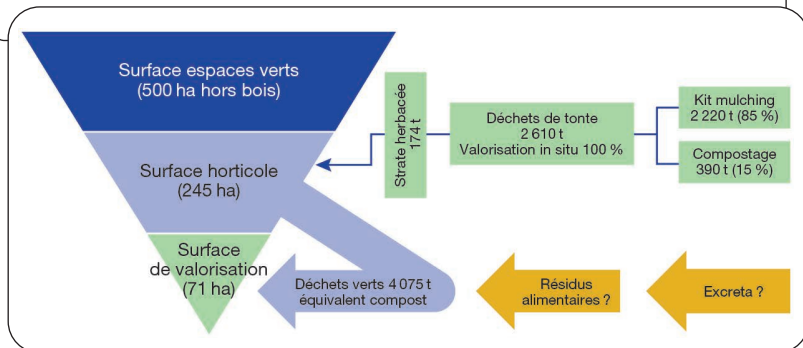 Surface espaces verts
(500 ha hors bois)
Surface horticole
(245 ha)
Surface
de valorisation
(71 ha)
Strate herbacée
174 t
Déchets de tonte
2 610 t
Valorisation in situ 100 %
Kit mulching
2 220 t (85 %)
Compostage
390 t (15 %)
Déchets verts 4 075 t
équivalent compost
Résidus
alimentaires ?
Excreta ?